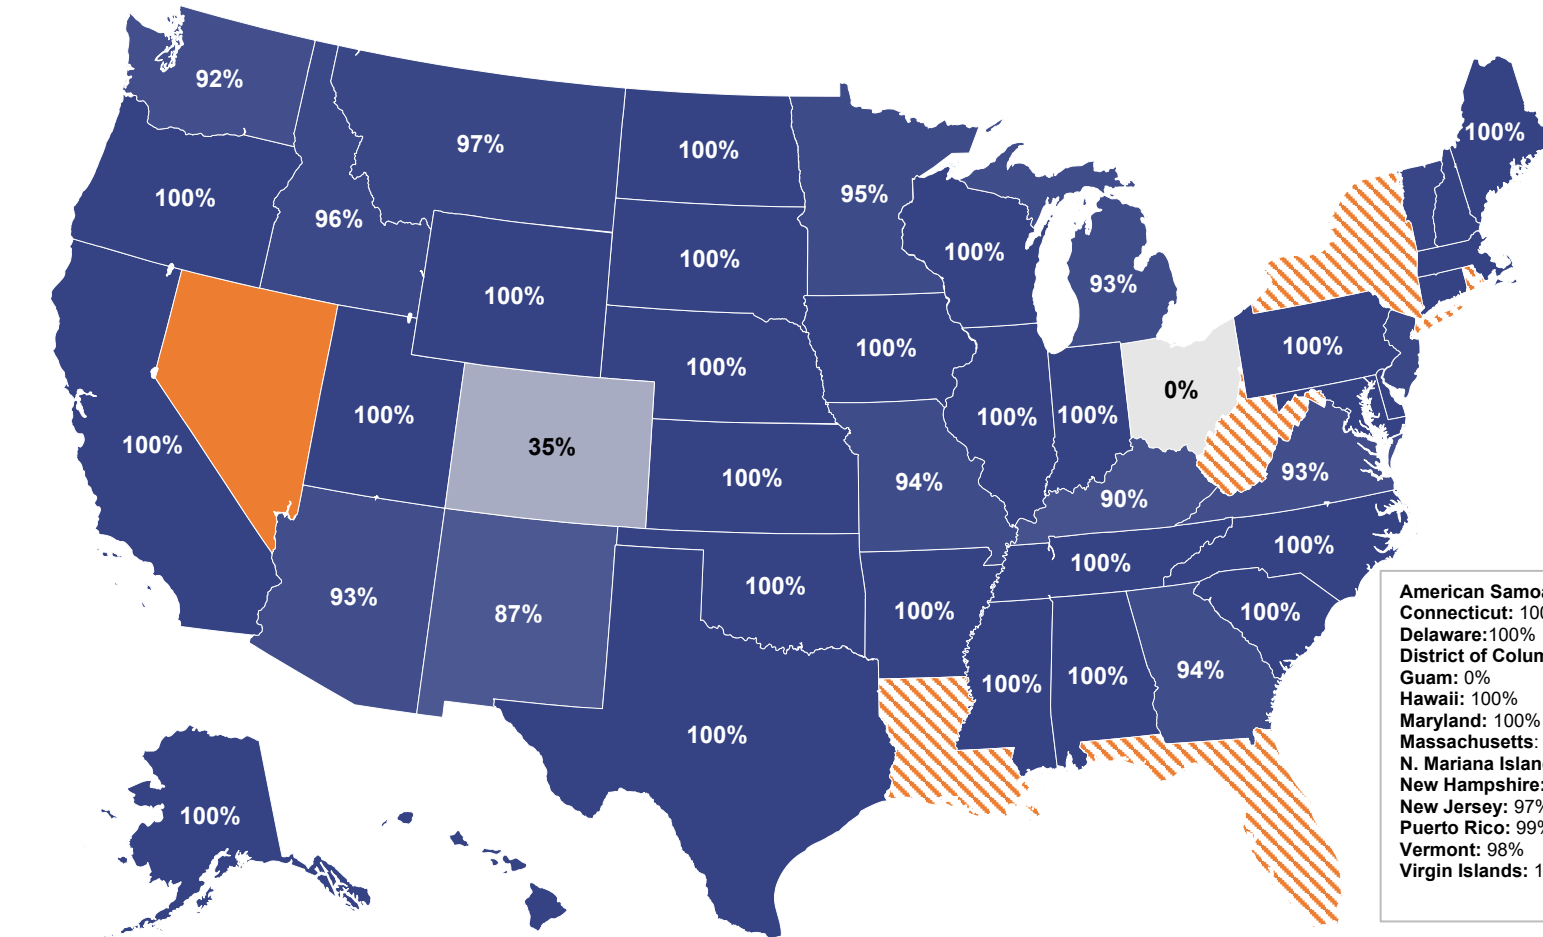 92%
97%
100%
100%
100%
95%
96%
100%
100%
100%
93%
100%
100%
100%
100%
0%
100%
100%
100%
100%
35%
93%
100%
94%
90%
100%
100%
93%
87%
100%
100%
100%
100%
100%
94%
100%
100%
American Samoa
Connecticut: 100
Delaware:100%
District of Colum
Guam: 0%
Hawaii: 100%
Maryland: 100%
Massachusetts:
N. Mariana Islan
New Hampshire:
New Jersey: 97%
Puerto Rico: 99%
Vermont: 98%
Virgin Islands: 1